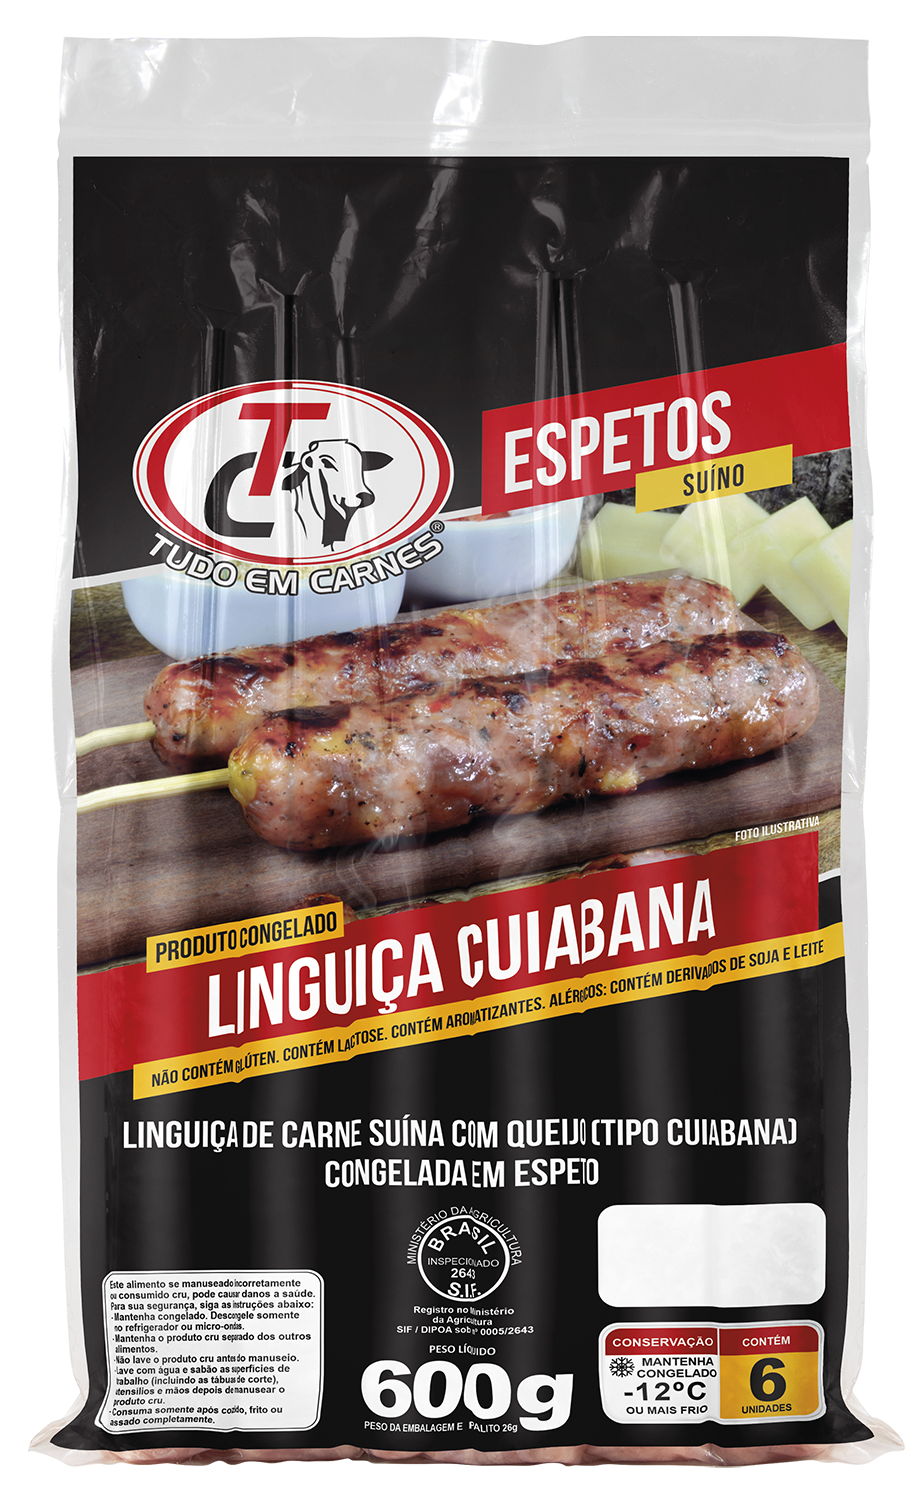 ESPETOS
SUÍNO
TC
TUDO EM CARNES®
FOTO ILUSTRATIVA
PRODUTO CONGELADO
LINGUIÇA CUIABANA
NÃO CONTÉM GLÚTEN. CONTÉM LACTOSE. CONTÉM AROMATIZANTES. ALÉRGICOS: CONTÉM DERIVADOS DE SOJA E LEITE
LINGUIÇA DE CARNE SUÍNA COM QUEIJO (TIPO CUIABANA)
CONGELADA EM ESPETO
MINISTÉRIO DA AGRICULTURA
BRASIL
INSPECIONADO
2643
S.I.F.
Registro no Ministério
da Agricultura
SIF / DIPOA sob nº 0005/2643
PESO LÍQUIDO
600g
PESO DA EMBALAGEM E PALITO 26g
Este alimento se manuseado incorretamente
ou consumido cru, pode causar danos a saúde.
Para sua segurança, siga as instruções abaixo:
-Mantenha congelado. Descongele somente
no refrigerador ou micro-ondas.
-Mantenha o produto cru separado dos outros
alimentos.
-Não lave o produto cru antes do manuseio.
-Lave com água e sabão as superfícies de
trabalho (incluindo as tábuas de corte),
utensilios e mãos depois de manusear o
produto cru.
-Consuma somente após cozido, frito ou
assado completamente.
CONSERVAÇÃO
MANTENHA
CONGELADO
-12ºC
OU MAIS FRIO
CONTÉM
6
UNIDADES